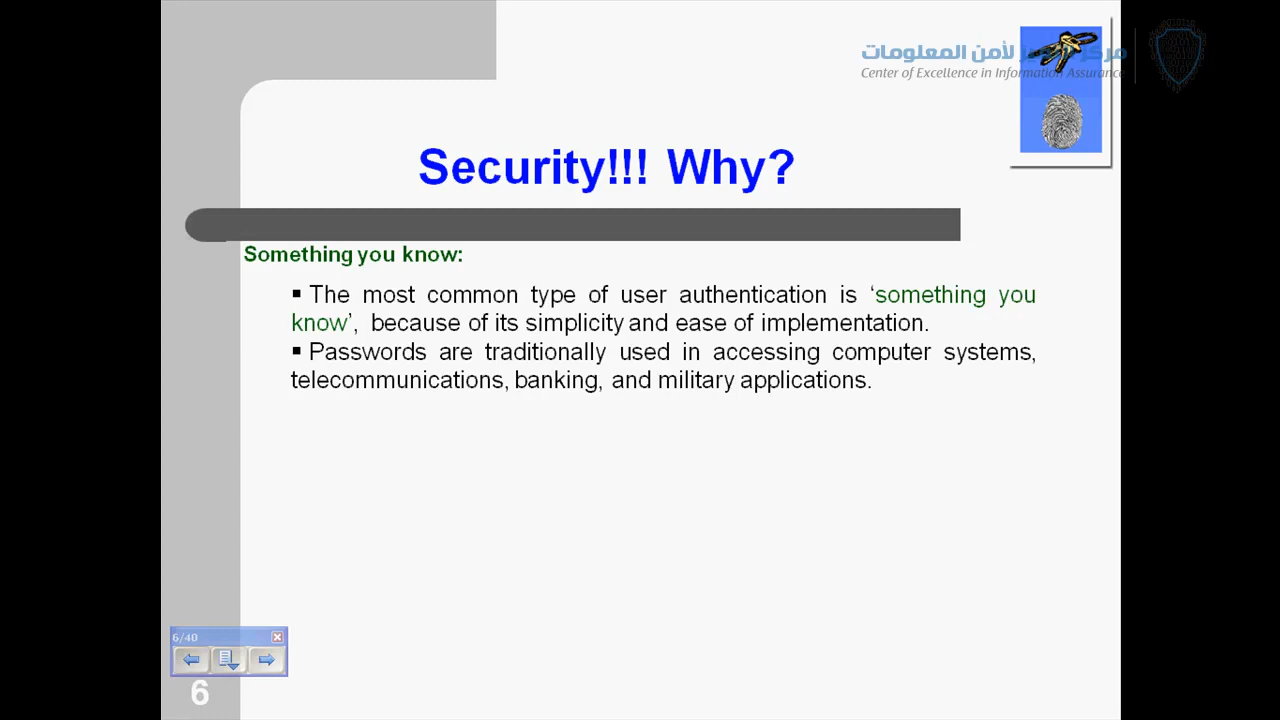 مركز التميز لأمن المعلومات
Center of Excellence in Information Assurance
Security!!! Why?
Something you know:
▪ The most common type of user authentication is ‘something you
know’, because of its simplicity and ease of implementation.
▪ Passwords are traditionally used in accessing computer systems,
telecommunications, banking, and military applications.
6/40
6